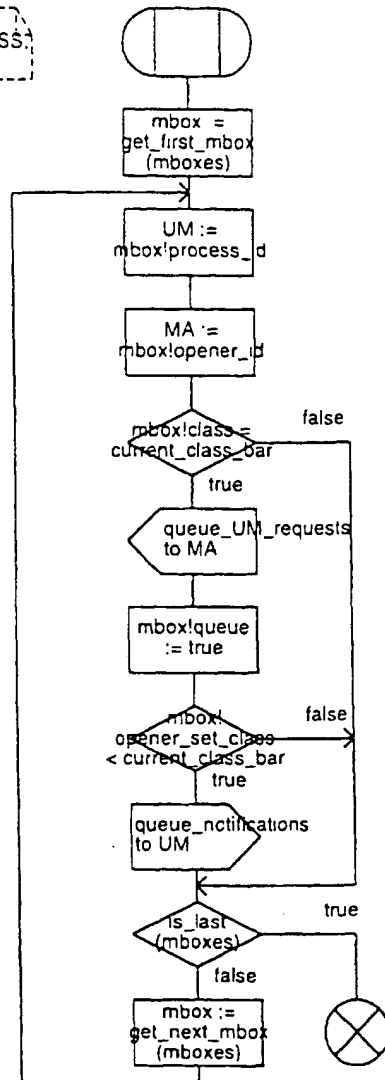 ss.
mbox =
get_first_mbox
(mboxes)
UM :=
mbox!process_id
MA :=
mbox!opener_id
mbox!class =
current_class_bar
false
true
queue_UM_requests
to MA
mbox!queue
:= true
mbox!
opener_set_class
< current_class_bar
false
true
queue_notifications
to UM
is_last
(mboxes)
true
false
mbox :=
get_next_mbox
(mboxes)